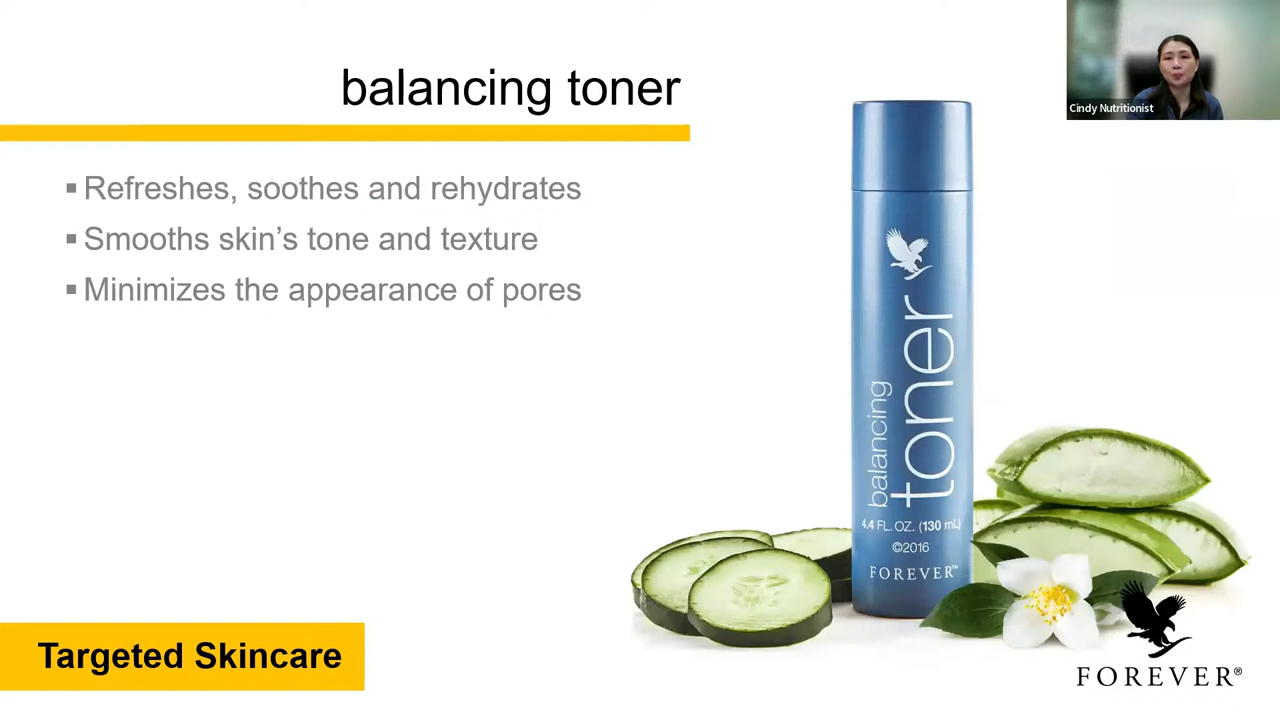 balancing toner
Cindy Nutritionist
▪ Refreshes, soothes and rehydrates
▪ Smooths skin’s tone and texture
▪ Minimizes the appearance of pores
balancing
toner
4.4 FL. OZ. (130 mL)
©2016
FOREVER™
Targeted Skincare
FOREVER®